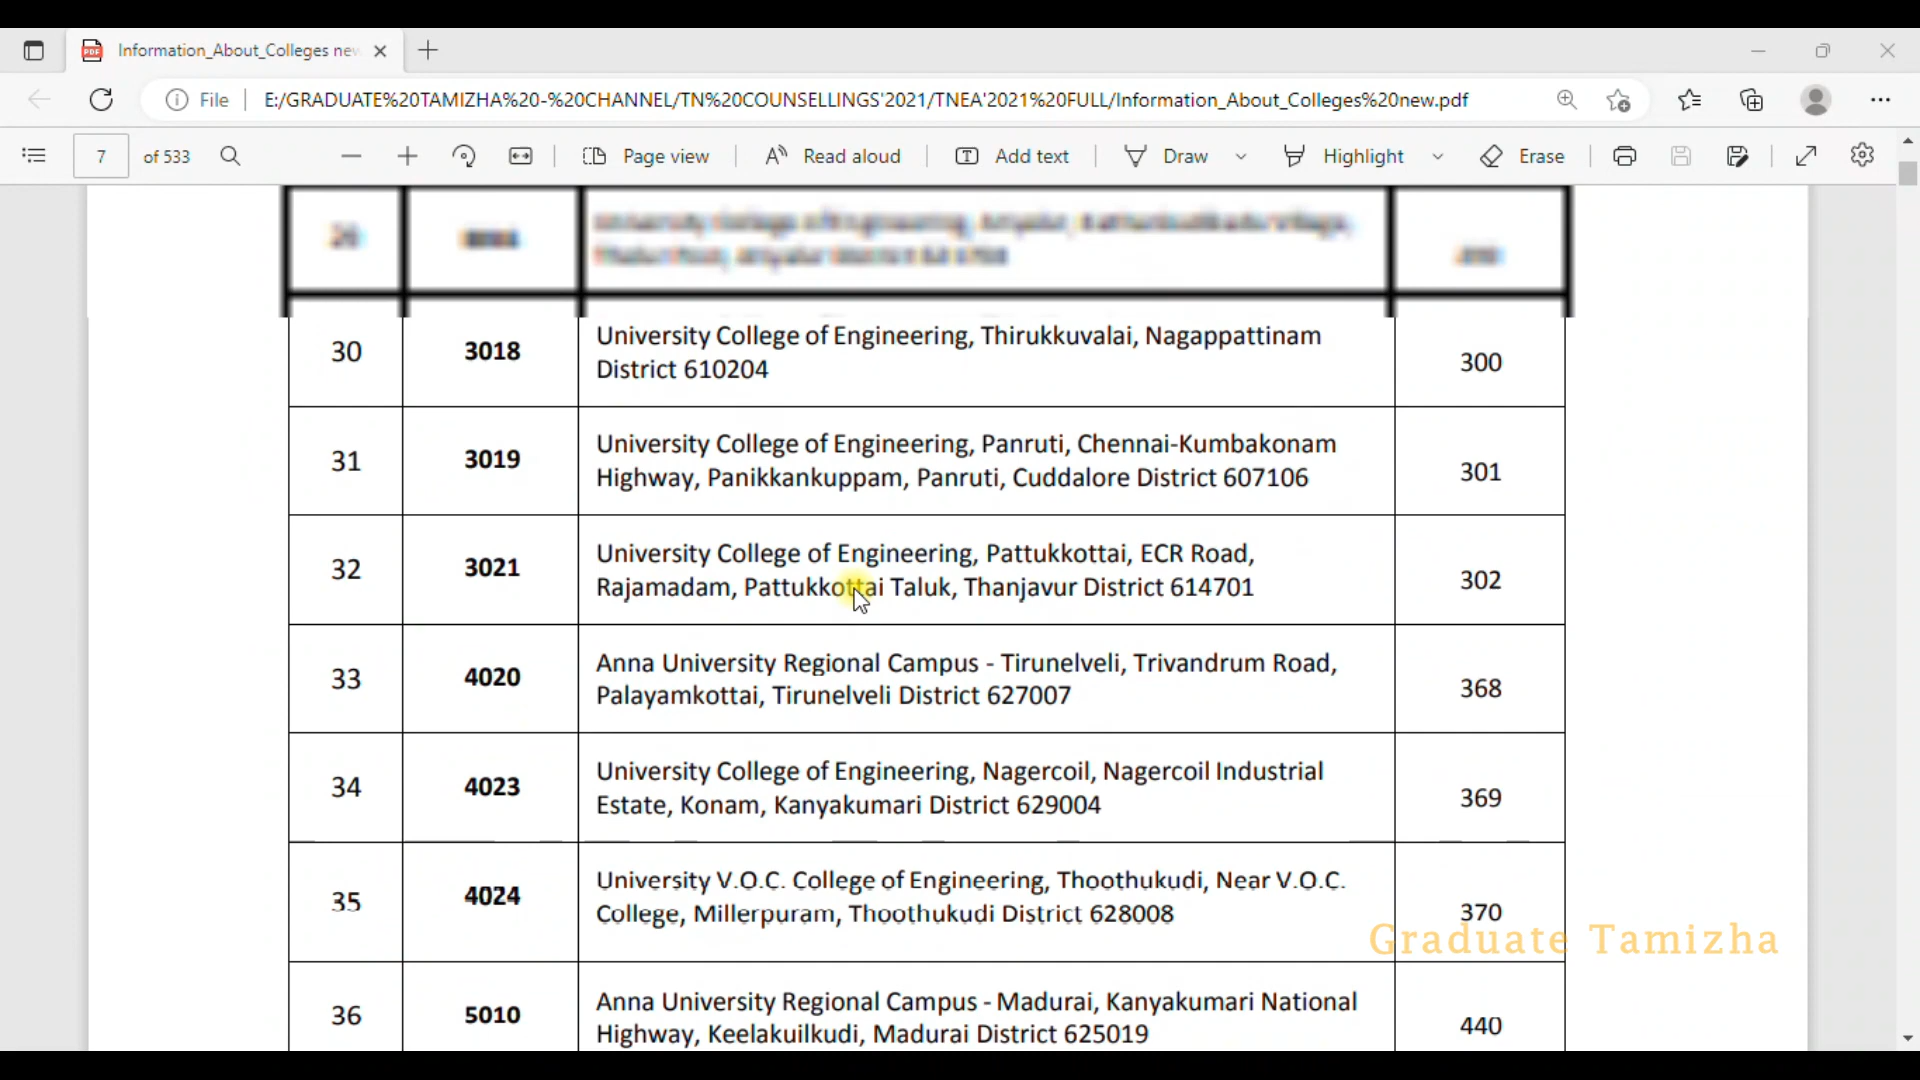 Information_About_Colleges nev
File
E:/GRADUATE%20TAMIZHA%20-%20CHANNEL/TN%20COUNSELLINGS'2021/TNEA'2021%20FULL/Information_About_Colleges%20new.pdf
7 of 533
Page view
Read aloud
Add text
Draw
Highlight
Erase
30 3018 University College of Engineering, Thirukkuvalai, Nagappattinam
District 610204 300
31 3019 University College of Engineering, Panruti, Chennai-Kumbakonam
Highway, Panikkankuppam, Panruti, Cuddalore District 607106 301
32 3021 University College of Engineering, Pattukkottai, ECR Road,
Rajamadam, Pattukkottai Taluk, Thanjavur District 614701 302
33 4020 Anna University Regional Campus - Tirunelveli, Trivandrum Road,
Palayamkottai, Tirunelveli District 627007 368
34 4023 University College of Engineering, Nagercoil, Nagercoil Industrial
Estate, Konam, Kanyakumari District 629004 369
35 4024 University V.O.C. College of Engineering, Thoothukudi, Near V.O.C.
College, Millerpuram, Thoothukudi District 628008 370
Graduate Tamizha
36 5010 Anna University Regional Campus - Madurai, Kanyakumari National
Highway, Keelakuilkudi, Madurai District 625019 440